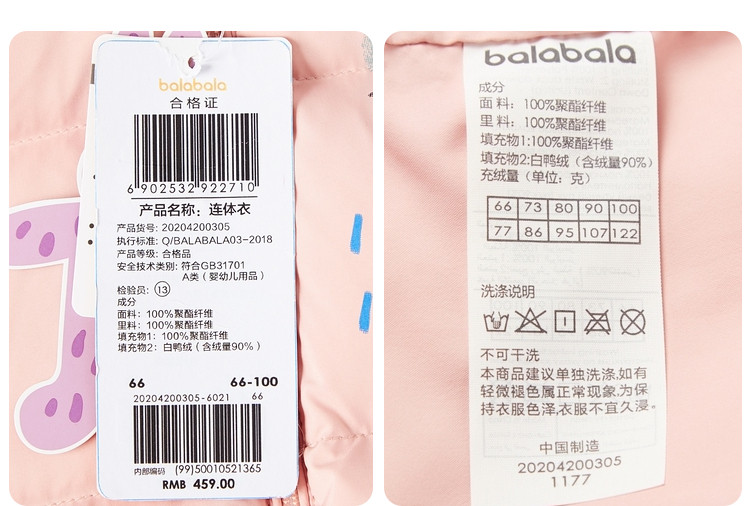 balabala
合格证
6 902532 922710
产品名称：连体衣
产品货号: 20204200305
执行标准: Q/BALABALA03-2018
产品等级: 合格品
安全技术类别: 符合GB31701
A类（婴幼儿用品）
检验员: 13
成分
面料: 100%聚酯纤维
里料: 100%聚酯纤维
填充物1: 100%聚酯纤维
填充物2: 白鸭绒（含绒量90%）
66 66-100
20204200305-6021 66
内部编码 (99)50010521365
RMB 459.00
balabala
成分
面料: 100%聚酯纤维
里料: 100%聚酯纤维
填充物1:100%聚酯纤维
填充物2:白鸭绒（含绒量90%）
充绒量（单位: 克）
66 73 80 90 100
77 86 95 107 122
洗涤说明
不可干洗
本商品建议单独洗涤,如有
轻微褪色属正常现象,为保
持衣服色泽,衣服不宜久浸。
中国制造
20204200305
1177